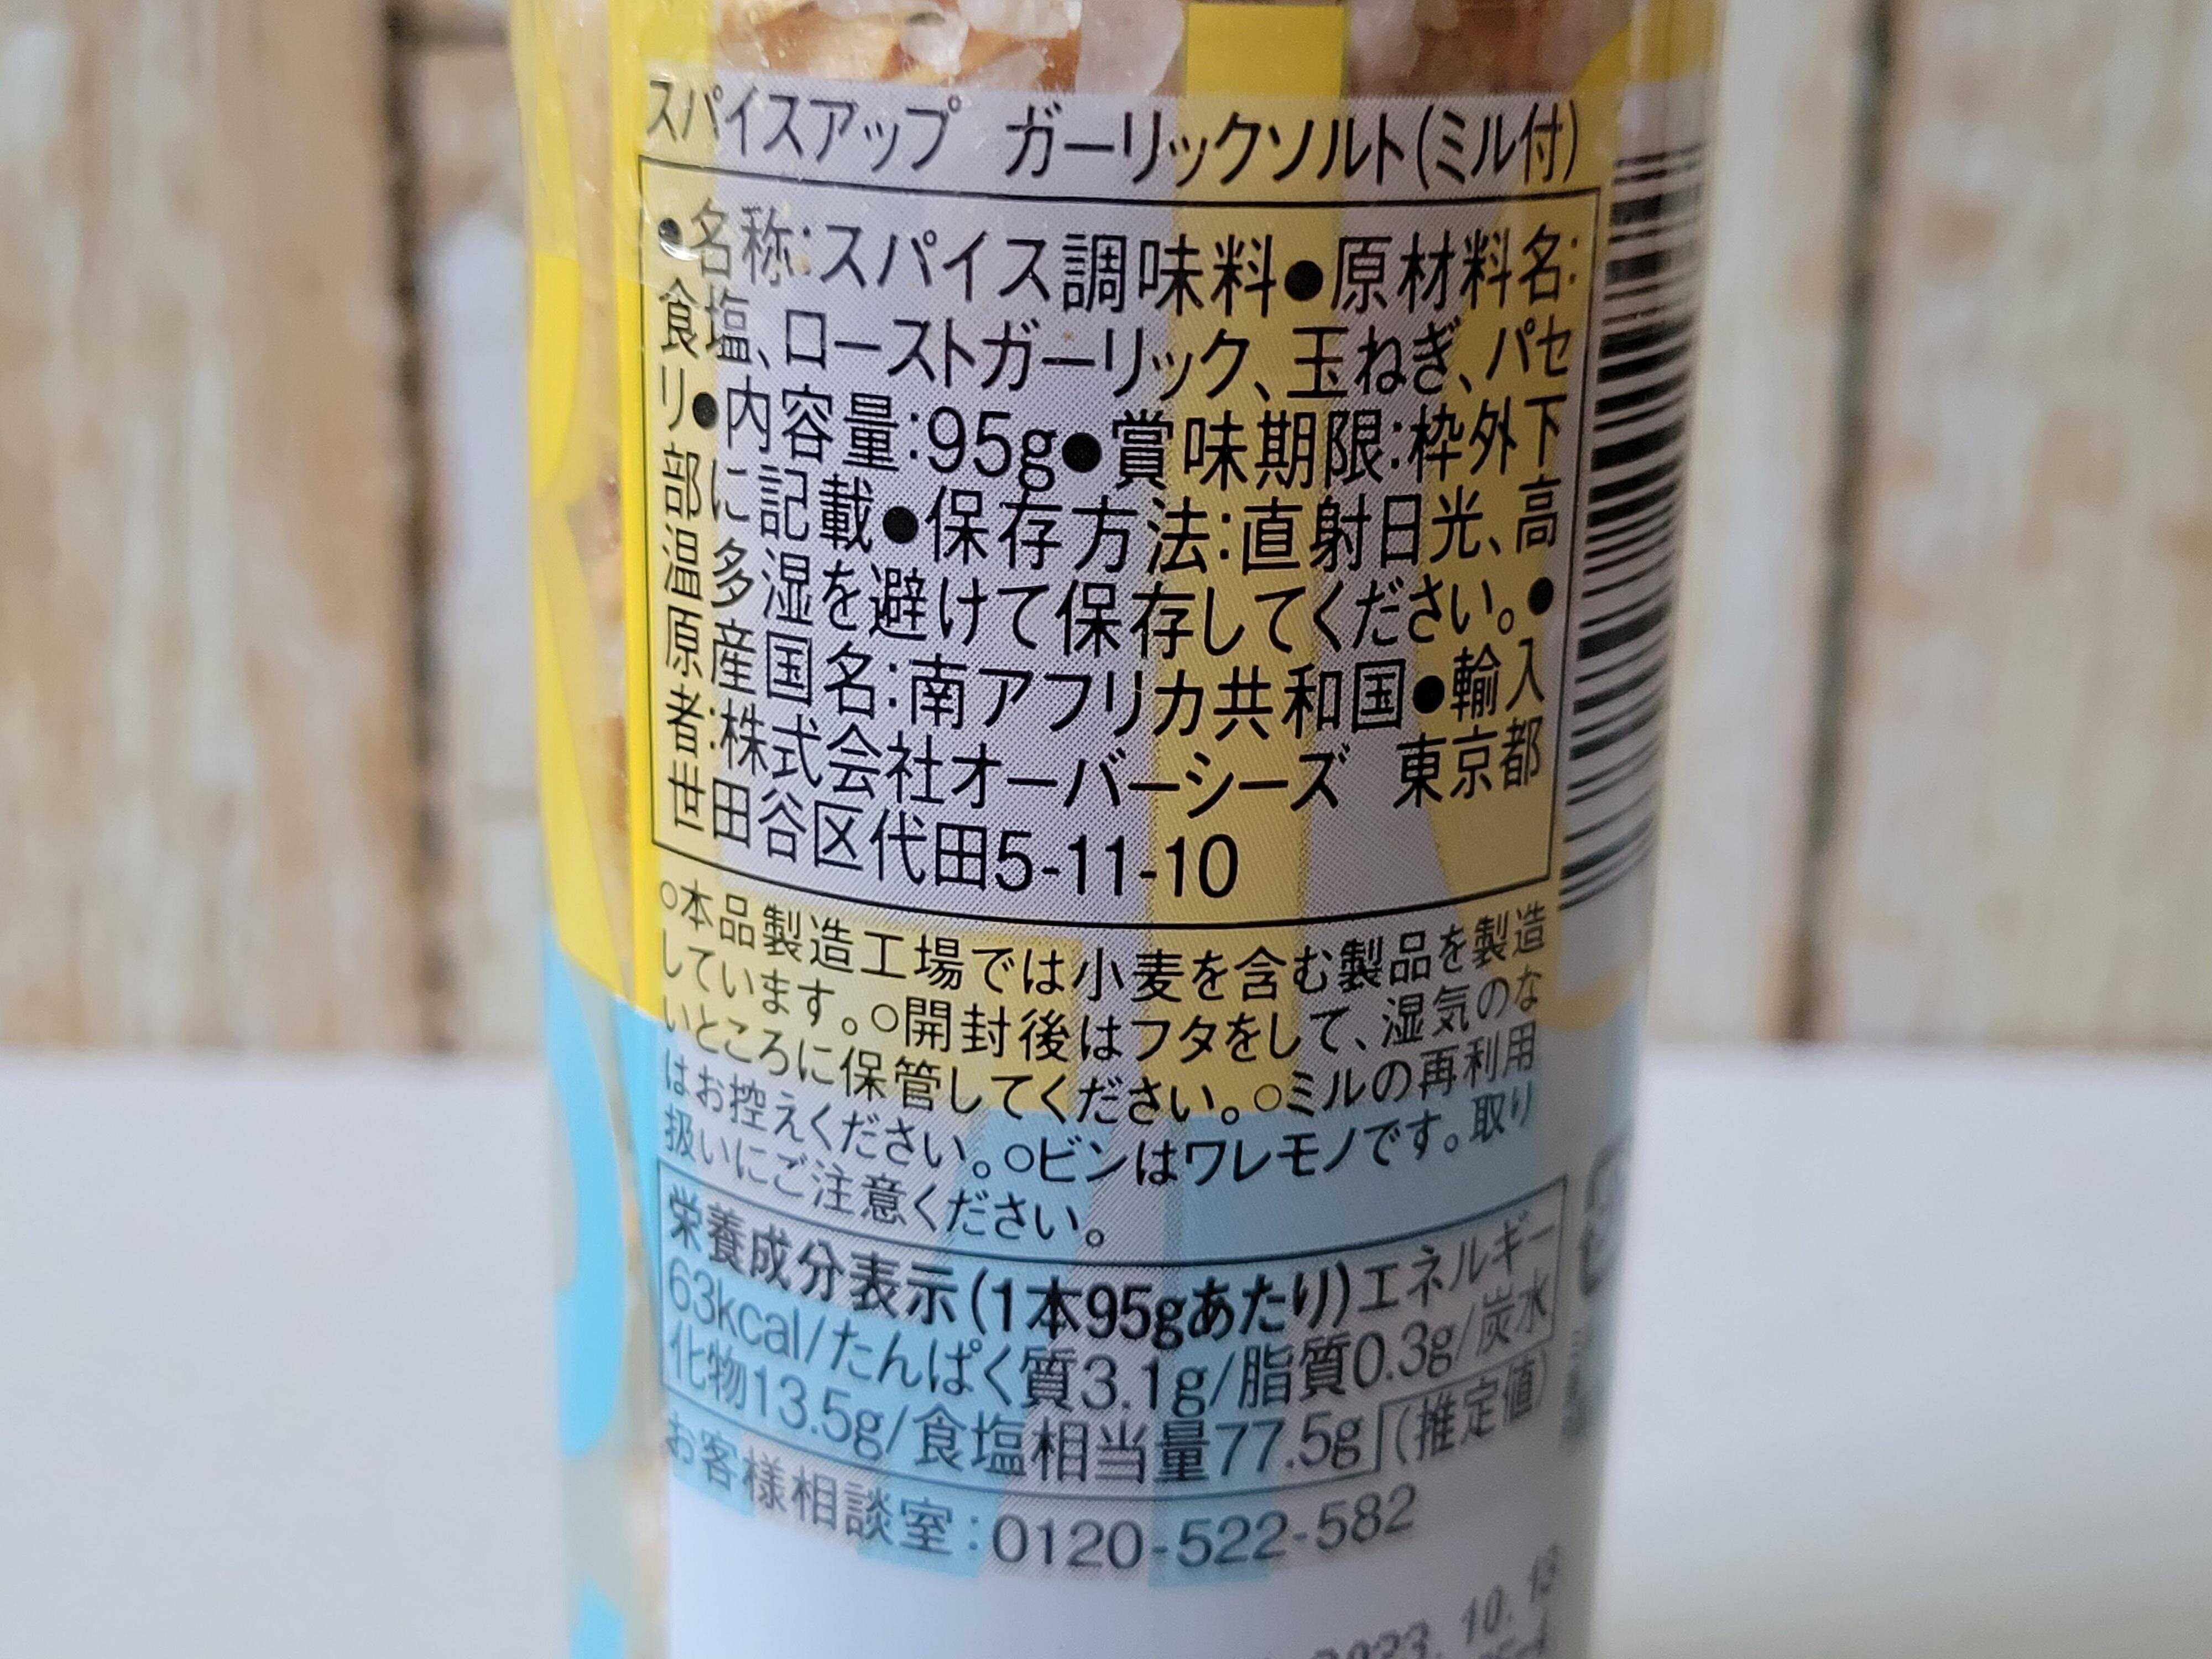 スパイスアップ ガーリックソルト(ミル付)
●名称:スパイス調味料●原材料名:
食塩、ローストガーリック、玉ねぎ、パセ
リ●内容量:95g●賞味期限:枠外下
部に記載●保存方法:直射日光、高
温多湿を避けて保存してください。●
原産国名:南アフリカ共和国●輸入
者:株式会社オーバーシーズ 東京都
世田谷区代田5-11-10
○本品製造工場では小麦を含む製品を製造
しています。○開封後はフタをして、湿気のな
いところに保管してください。○ミルの再利用
はお控えください。○ビンはワレモノです。取り
扱いにご注意ください。
栄養成分表示(1本95gあたり)エネルギー
63kcal/たんぱく質3.1g/脂質0.3g/炭水
化物13.5g/食塩相当量77.5g(推定値)
お客様相談室:0120-522-582
2023.10.13